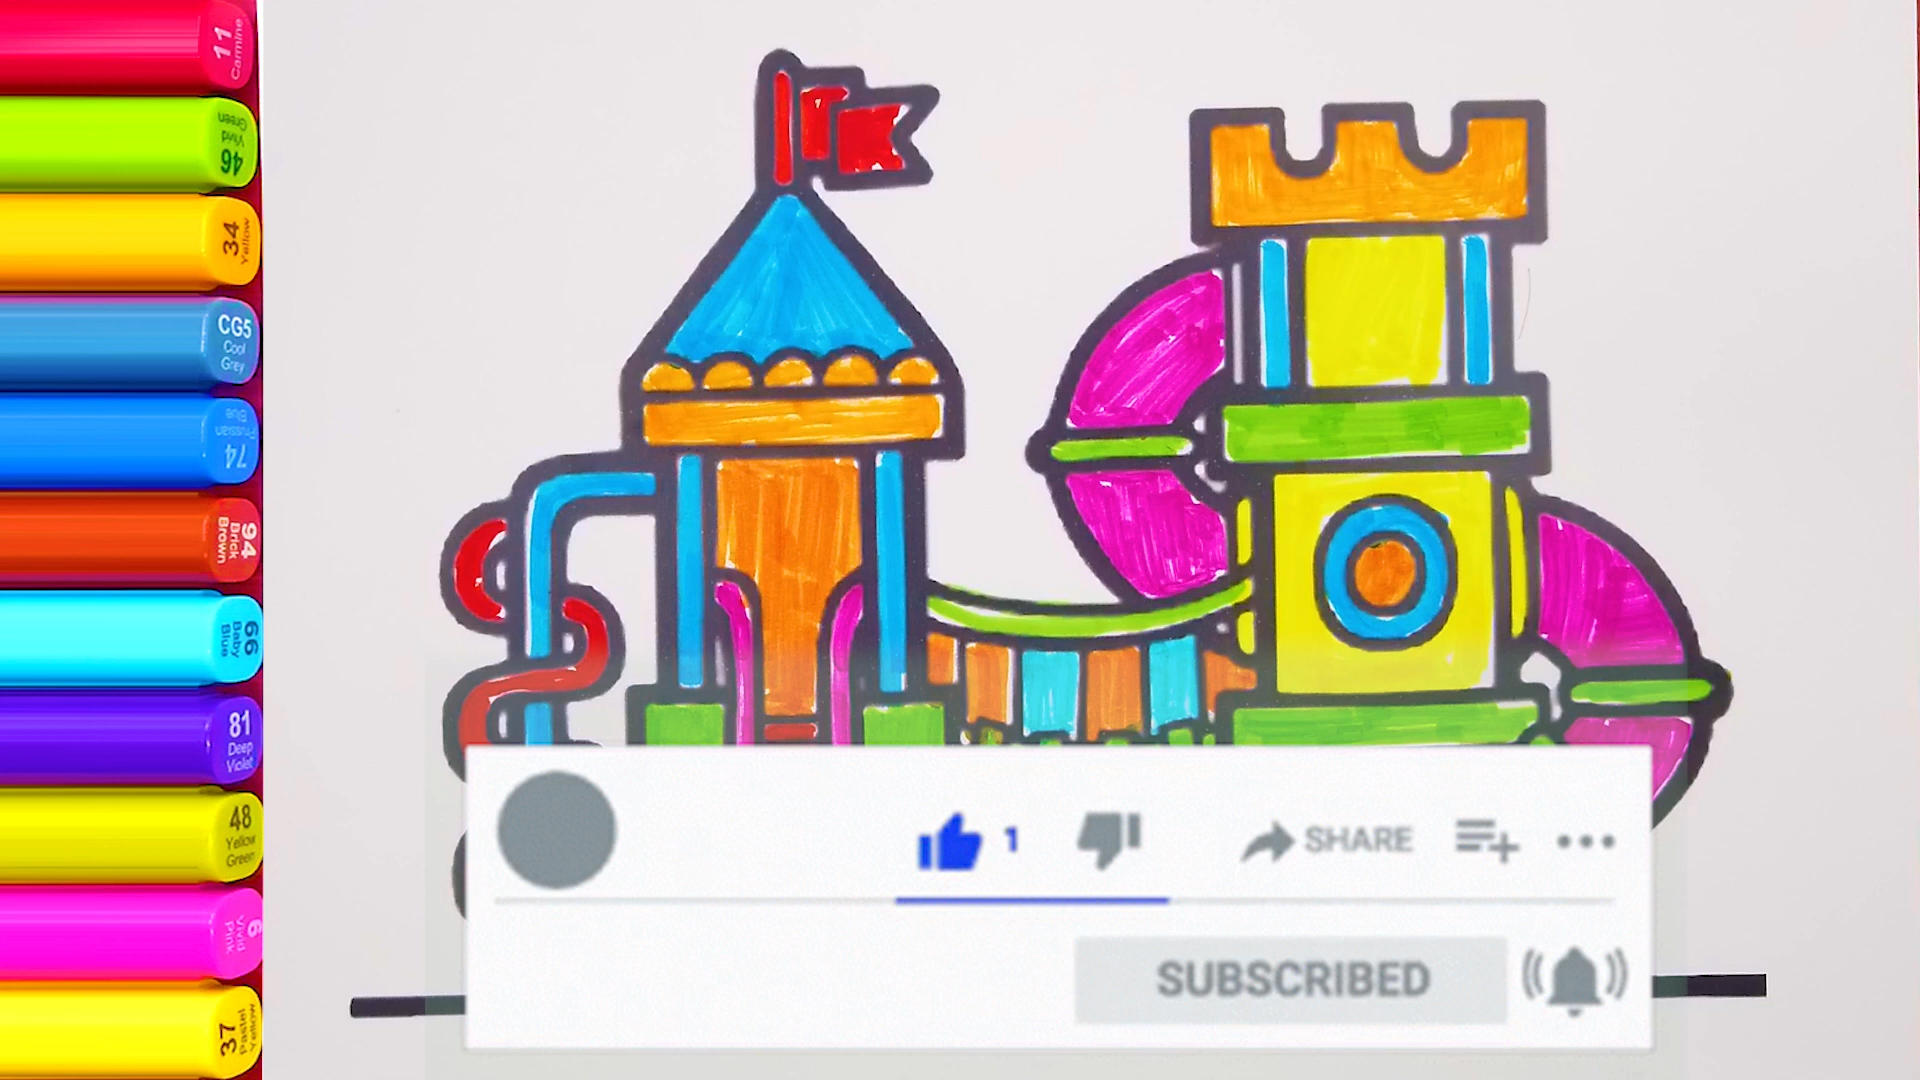 11
Carmine
46
Vivid
Green
34
Yellow
CG5
Cool
Grey
74
Prussian
Blue
94
Brick
Brown
66
Baby
Blue
81
Deep
Violet
48
Yellow
Green
9
Vivid
Pink
37
Pastel
Yellow
1
SHARE
SUBSCRIBED